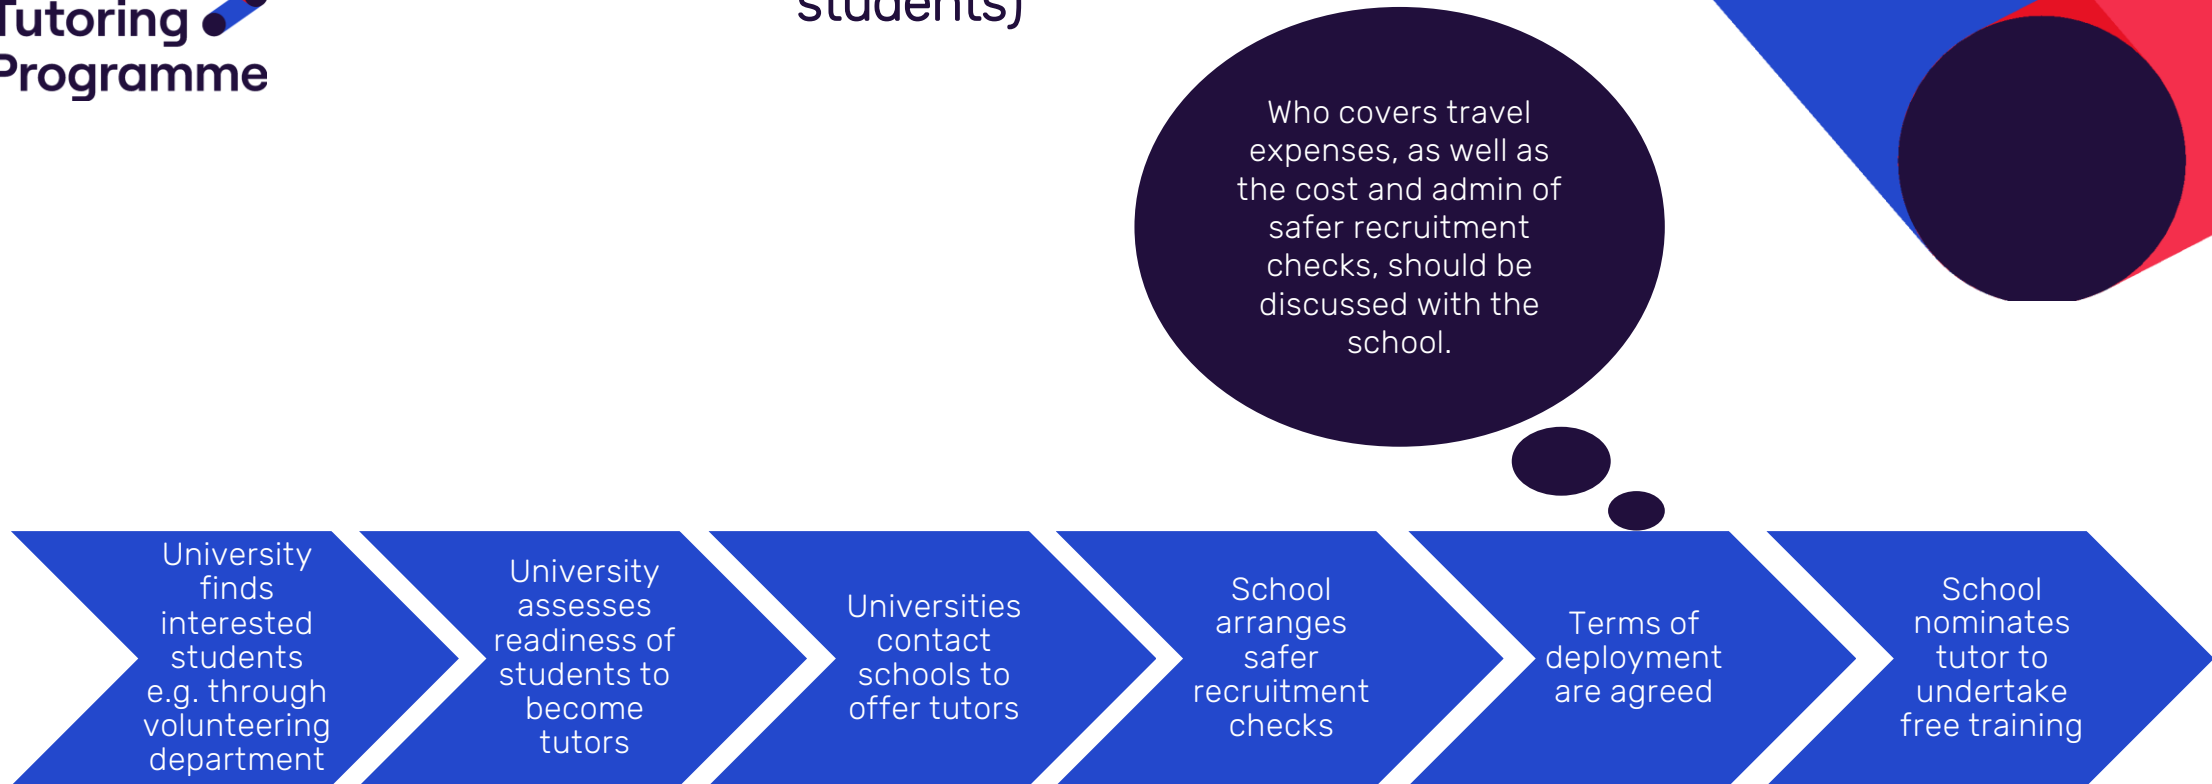 Tutoring
Programme
students)
Who covers travel
expenses, as well as
the cost and admin of
safer recruitment
checks, should be
discussed with the
school.
University
finds
interested
students
e.g. through
volunteering
department
University
assesses
readiness of
students to
become
tutors
Universities
contact
schools to
offer tutors
School
arranges
safer
recruitment
checks
Terms of
deployment
are agreed
School
nominates
tutor to
undertake
free training